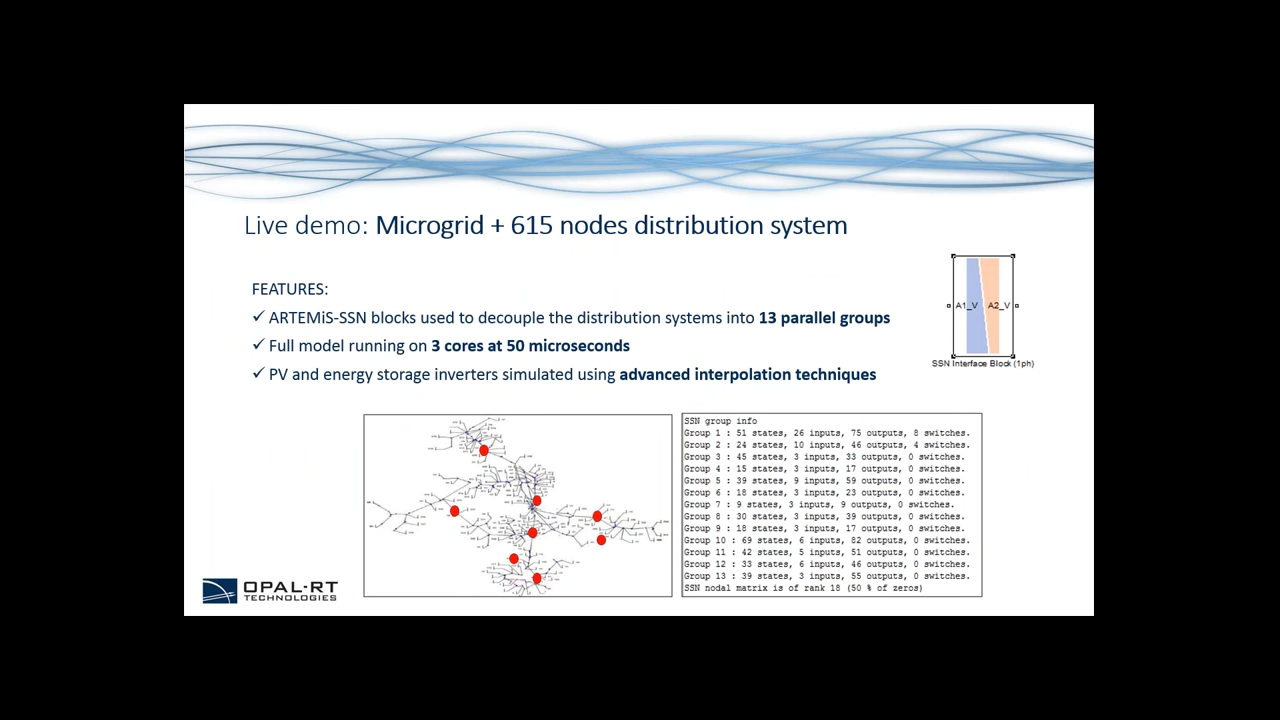 Live demo: Microgrid + 615 nodes distribution system
FEATURES:
✓ ARTEMiS-SSN blocks used to decouple the distribution systems into 13 parallel groups
✓ Full model running on 3 cores at 50 microseconds
✓ PV and energy storage inverters simulated using advanced interpolation techniques
A1_V A2_V
SSN Interface Block (1ph)
SSN group info
Group 1 : 51 states, 26 inputs, 75 outputs, 8 switches.
Group 2 : 24 states, 10 inputs, 46 outputs, 4 switches.
Group 3 : 45 states, 3 inputs, 33 outputs, 0 switches.
Group 4 : 15 states, 3 inputs, 17 outputs, 0 switches.
Group 5 : 39 states, 9 inputs, 59 outputs, 0 switches.
Group 6 : 18 states, 3 inputs, 23 outputs, 0 switches.
Group 7 : 9 states, 3 inputs, 9 outputs, 0 switches.
Group 8 : 30 states, 3 inputs, 39 outputs, 0 switches.
Group 9 : 18 states, 3 inputs, 17 outputs, 0 switches.
Group 10 : 69 states, 6 inputs, 82 outputs, 0 switches.
Group 11 : 42 states, 5 inputs, 51 outputs, 0 switches.
Group 12 : 33 states, 6 inputs, 46 outputs, 0 switches.
Group 13 : 39 states, 3 inputs, 55 outputs, 0 switches.
SSN nodal matrix is of rank 18 (50 % of zeros)
OPAL-RT
TECHNOLOGIES